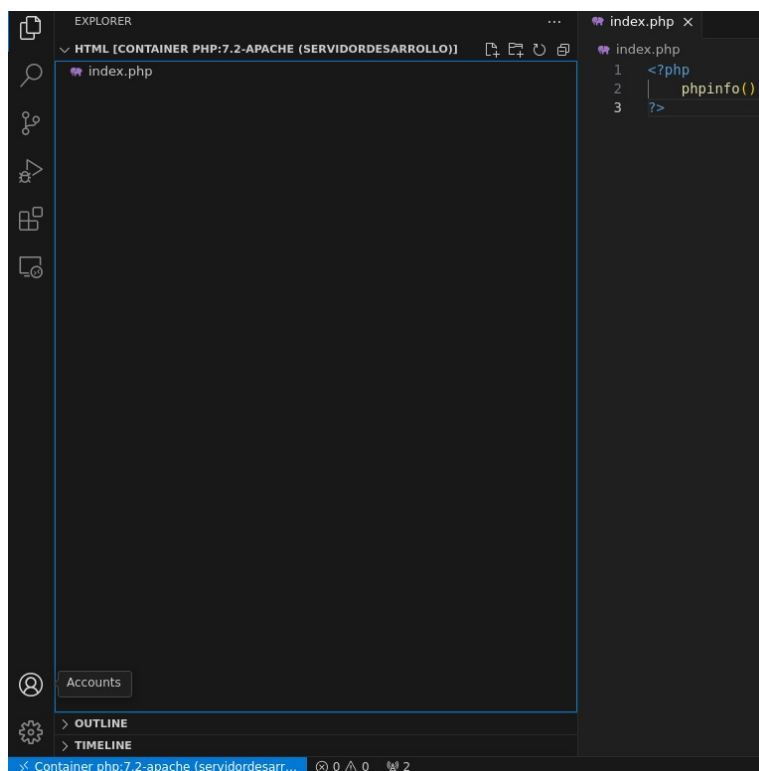 EXPLORER
HTML [CONTAINER PHP:7.2-APACHE (SERVIDORDESARROLLO)]
index.php
Accounts
OUTLINE
TIMELINE
index.php
index.php
1 <?php
2 phpinfo()
3 ?>
Container php:7.2-apache (servidordesarr... 0 0 2